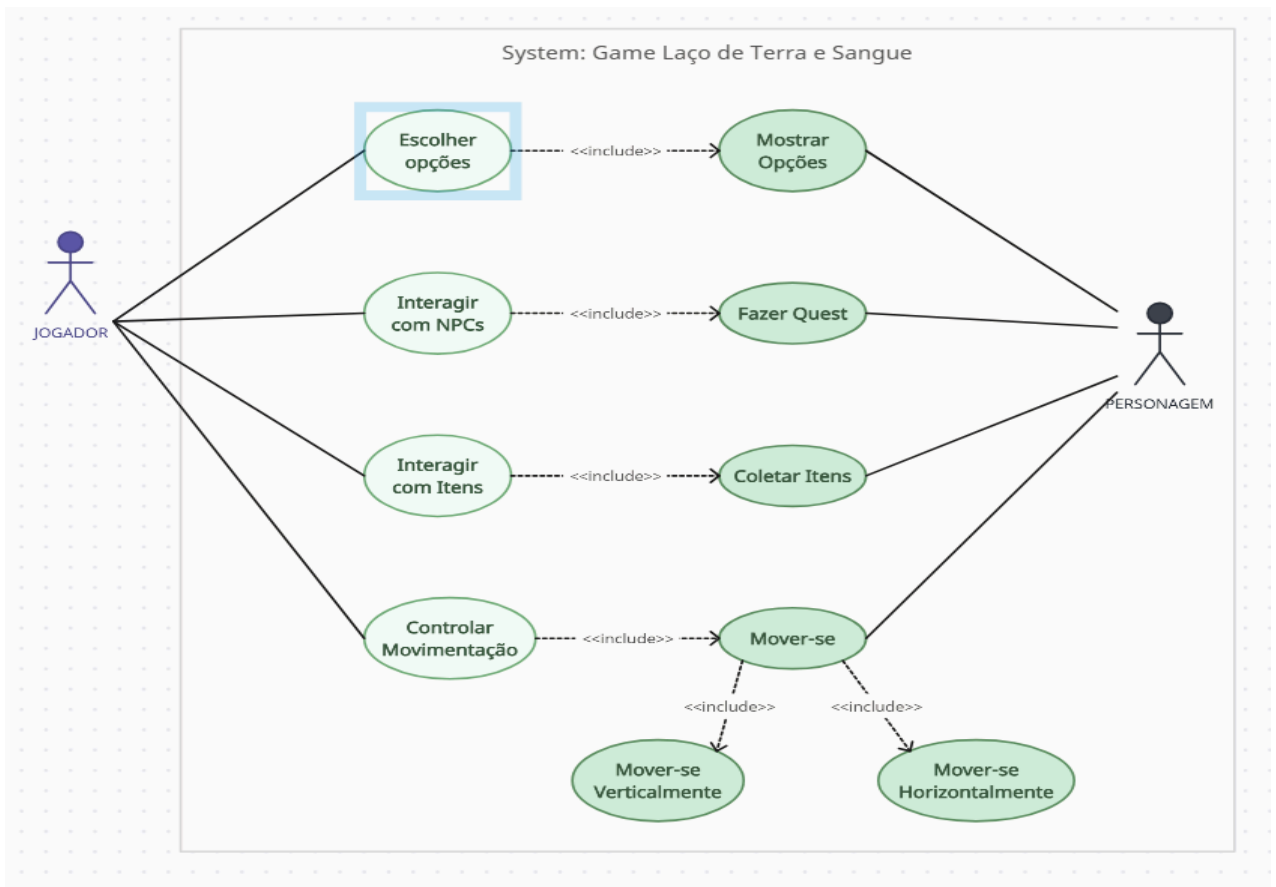 System: Game Laço de Terra e Sangue
Escolher
opções
<<include>>
Mostrar
Opções
JOGADOR
Interagir
com NPCs
<<include>>
Fazer Quest
PERSONAGEM
Interagir
com Itens
<<include>>
Coletar Itens
Controlar
Movimentação
<<include>>
Mover-se
<<include>>
<<include>>
Mover-se
Verticalmente
Mover-se
Horizontalmente